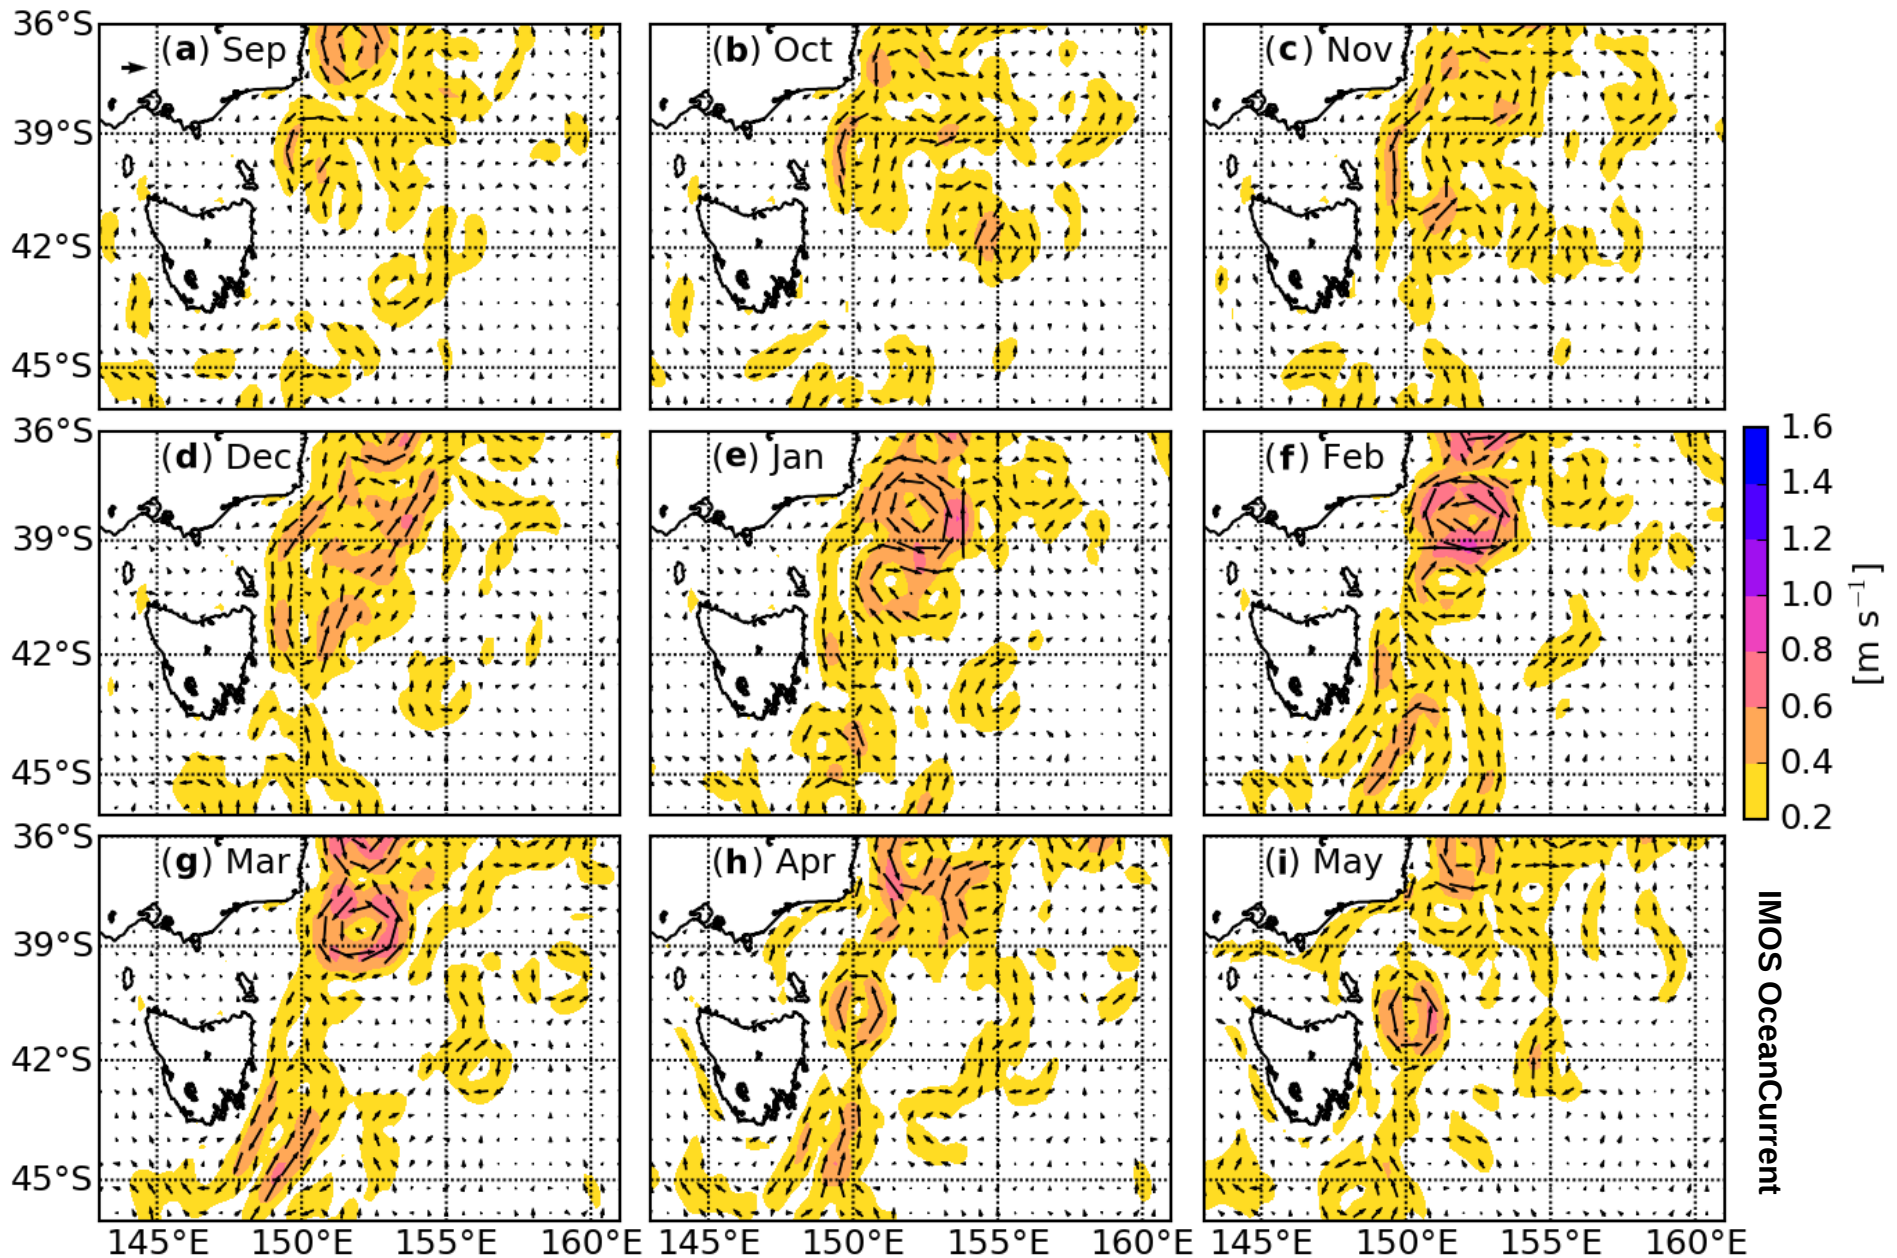 36°S
39°S
42°S
45°S
(a) Sep
(b) Oct
(c) Nov
36°S
39°S
42°S
45°S
(d) Dec
(e) Jan
(f) Feb
36°S
39°S
42°S
45°S
(g) Mar
(h) Apr
(i) May
145°E 150°E 155°E 160°E
145°E 150°E 155°E 160°E
145°E 150°E 155°E 160°E
1.6
1.4
1.2
1.0
0.8
0.6
0.4
0.2
[m s⁻¹]
IMOS OceanCurrent